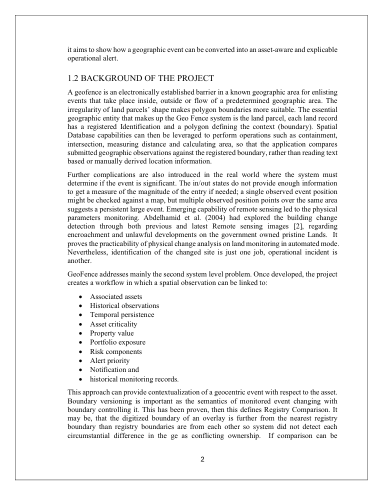 it aims to show how a geographic event can be converted into an asset-aware and explicable
operational alert.
1.2 BACKGROUND OF THE PROJECT
A geofence is an electronically established barrier in a known geographic area for enlisting
events that take place inside, outside or flow of a predetermined geographic area. The
irregularity of land parcels' shape makes polygon boundaries more suitable. The essential
geographic entity that makes up the Geo Fence system is the land parcel, each land record
has a registered Identification and a polygon defining the context (boundary). Spatial
Database capabilities can then be leveraged to perform operations such as containment,
intersection, measuring distance and calculating area, so that the application compares
submitted geographic observations against the registered boundary, rather than reading text
based or manually derived location information.
Further complications are also introduced in the real world where the system must
determine if the event is significant. The in/out states do not provide enough information
to get a measure of the magnitude of the entry if needed; a single observed event position
might be checked against a map, but multiple observed position points over the same area
suggests a persistent large event. Emerging capability of remote sensing led to the physical
parameters monitoring. Abdelhamid et al. (2004) had explored the building change
detection through both previous and latest Remote sensing images [2], regarding
encroachment and unlawful developments on the government owned pristine Lands. It
proves the practicability of physical change analysis on land monitoring in automated mode.
Nevertheless, identification of the changed site is just one job, operational incident is
another.
GeoFence addresses mainly the second system level problem. Once developed, the project
creates a workflow in which a spatial observation can be linked to:
• Associated assets
• Historical observations
• Temporal persistence
• Asset criticality
• Property value
• Portfolio exposure
• Risk components
• Alert priority
• Notification and
• historical monitoring records.
This approach can provide contextualization of a geocentric event with respect to the asset.
Boundary versioning is important as the semantics of monitored event changing with
boundary controlling it. This has been proven, then this defines Registry Comparison. It
may be, that the digitized boundary of an overlay is further from the nearest registry
boundary than registry boundaries are from each other so system did not detect each
circumstantial difference in the ge as conflicting ownership. If comparison can be
2